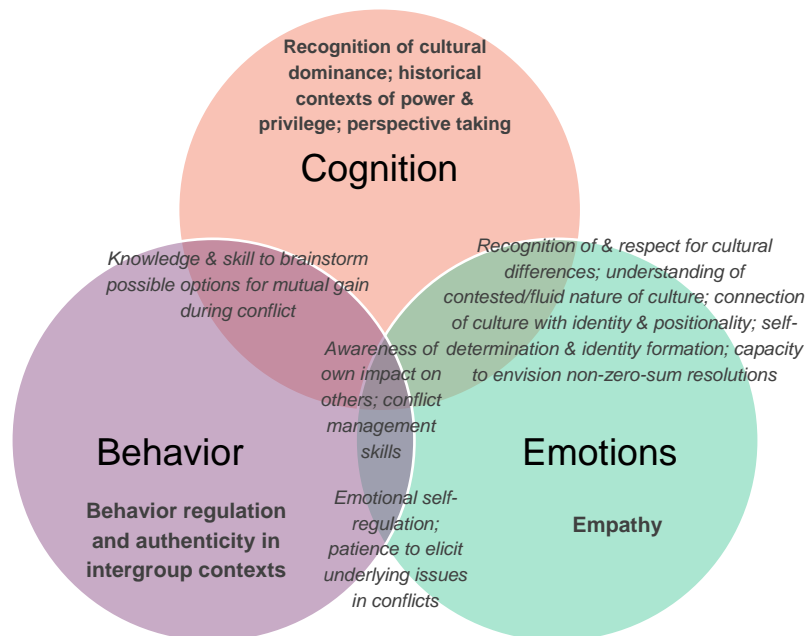 Recognition of cultural
dominance; historical
contexts of power &
privilege; perspective taking
Cognition
Knowledge & skill to brainstorm
possible options for mutual gain
during conflict
Recognition of & respect for cultural
differences; understanding of
contested/fluid nature of culture; connection
of culture with identity & positionality; self-
determination & identity formation; capacity
to envision non-zero-sum resolutions
Awareness of
own impact on
others; conflict
management
skills
Behavior
Behavior regulation
and authenticity in
intergroup contexts
Emotional self-
regulation;
patience to elicit
underlying issues
in conflicts
Emotions
Empathy